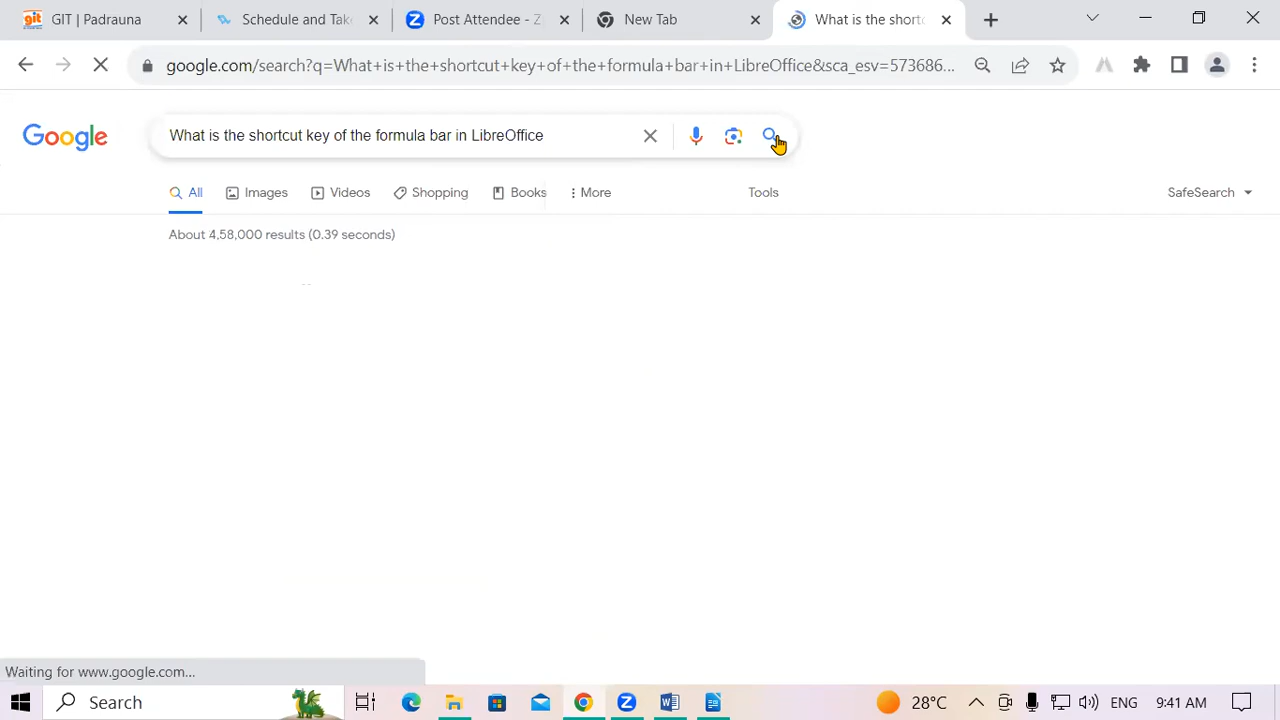 git GIT | Padrauna
Schedule and Take
Z Post Attendee - Z
New Tab
What is the shortc
google.com/search?q=What+is+the+shortcut+key+of+the+formula+bar+in+LibreOffice&sca_esv=573686...
Google
What is the shortcut key of the formula bar in LibreOffice
All Images Videos Shopping Books More Tools SafeSearch
About 4,58,000 results (0.39 seconds)
Waiting for www.google.com...
Search 28°C ENG 9:41 AM